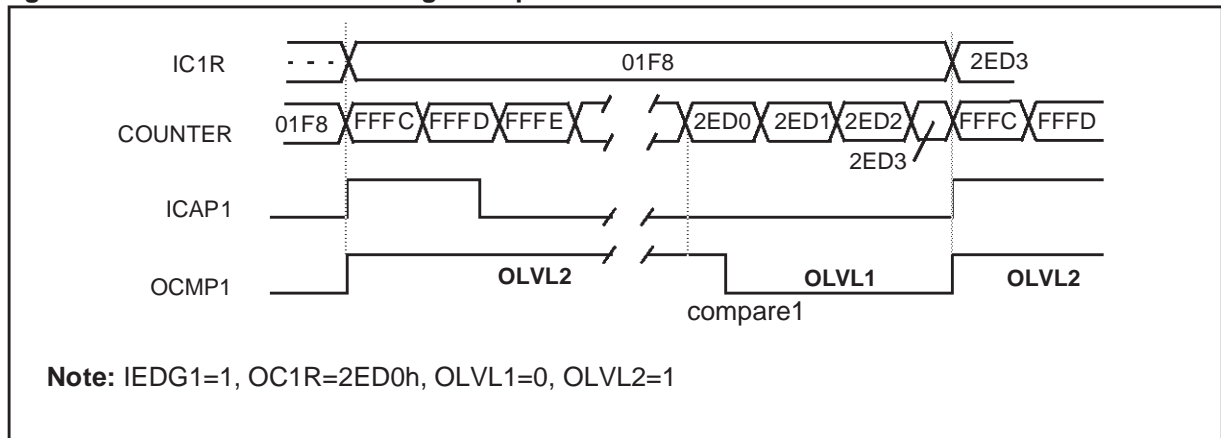 IC1R - - - 01F8 2ED3
COUNTER 01F8 FFFC FFFD FFFE 2ED0 2ED1 2ED2 FFFC FFFD
2ED3
ICAP1
OCMP1 OLVL2 OLVL1 OLVL2
compare1
Note: IEDG1=1, OC1R=2ED0h, OLVL1=0, OLVL2=1